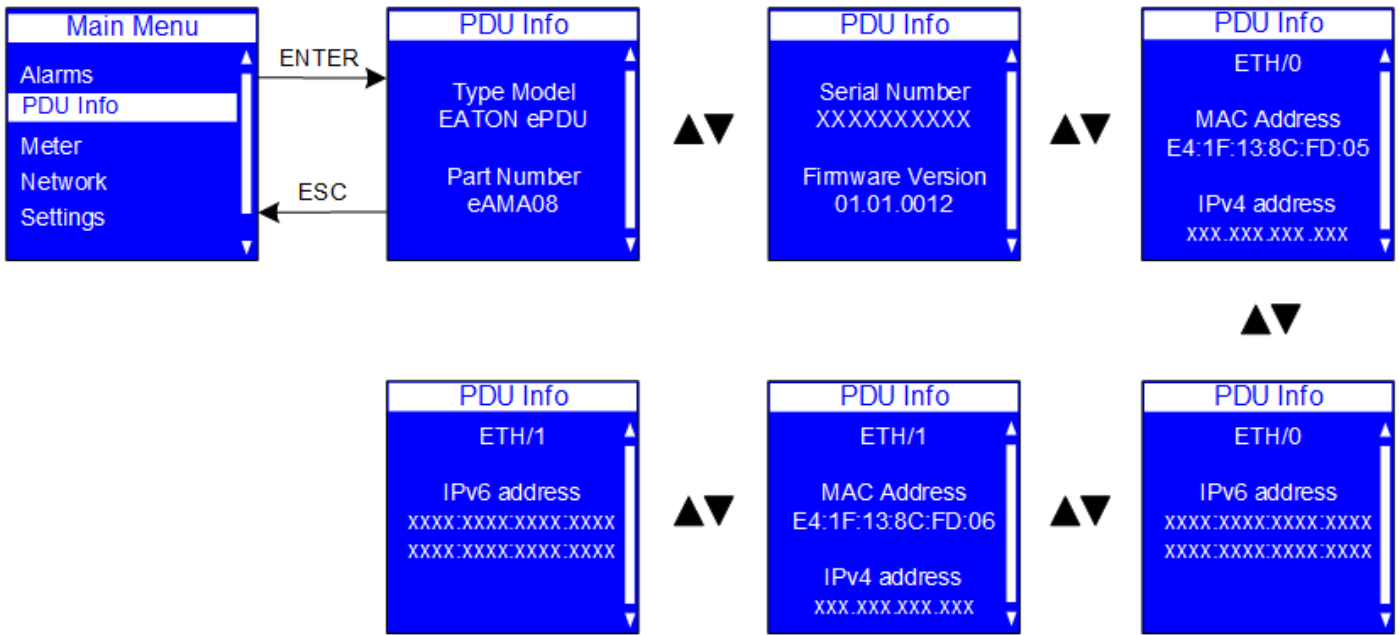 Main Menu
Alarms
PDU Info
Meter
Network
Settings
ENTER
ESC
PDU Info
Type Model
EATON ePDU
Part Number
eAMA08
PDU Info
Serial Number
XXXXXXXXXX
Firmware Version
01.01.0012
PDU Info
ETH/0
MAC Address
E4:1F:13:8C:FD:05
IPv4 address
xxx.xxx.xxx.xxx
PDU Info
ETH/1
IPv6 address
xxxx:xxxx:xxxx:xxxx
xxxx:xxxx:xxxx:xxxx
PDU Info
ETH/1
MAC Address
E4:1F:13:8C:FD:06
IPv4 address
xxx.xxx.xxx.xxx
PDU Info
ETH/0
IPv6 address
xxxx:xxxx:xxxx:xxxx
xxxx:xxxx:xxxx:xxxx